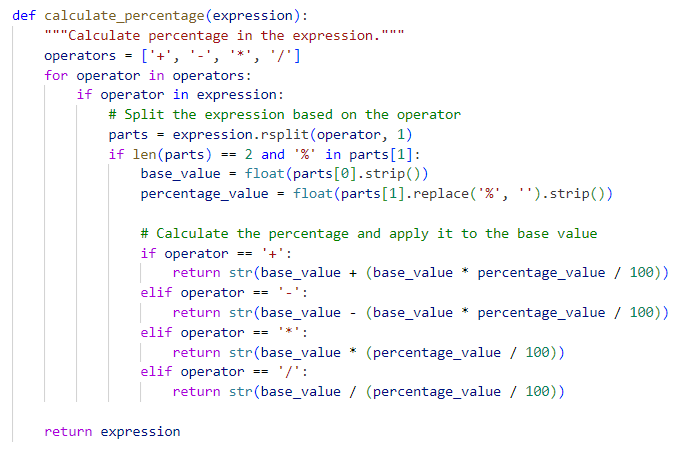 def calculate_percentage(expression):
    """Calculate percentage in the expression."""
    operators = ['+', '-', '*', '/']
    for operator in operators:
        if operator in expression:
            # Split the expression based on the operator
            parts = expression.rsplit(operator, 1)
            if len(parts) == 2 and '%' in parts[1]:
                base_value = float(parts[0].strip())
                percentage_value = float(parts[1].replace('%', '').strip())

                # Calculate the percentage and apply it to the base value
                if operator == '+':
                    return str(base_value + (base_value * percentage_value / 100))
                elif operator == '-':
                    return str(base_value - (base_value * percentage_value / 100))
                elif operator == '*':
                    return str(base_value * (percentage_value / 100))
                elif operator == '/':
                    return str(base_value / (percentage_value / 100))

    return expression